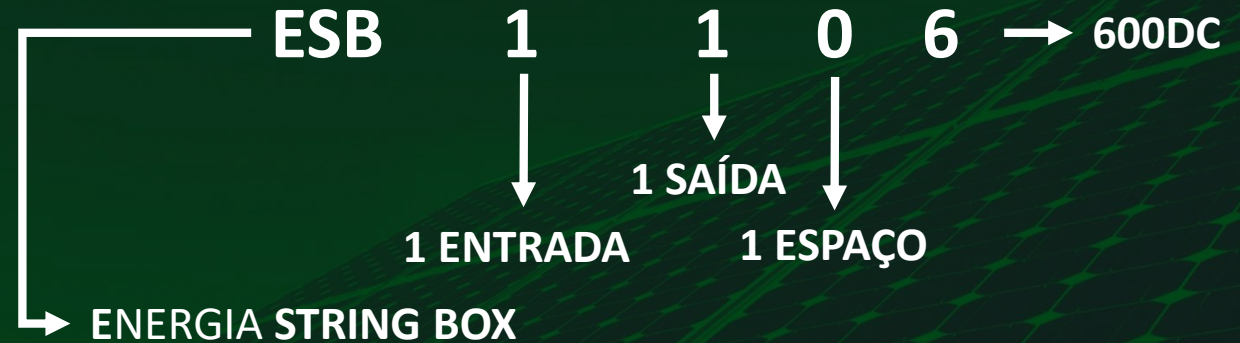 ESB 1 1 0 6 600DC
1 SAÍDA
1 ENTRADA 1 ESPAÇO
ENERGIA STRING BOX